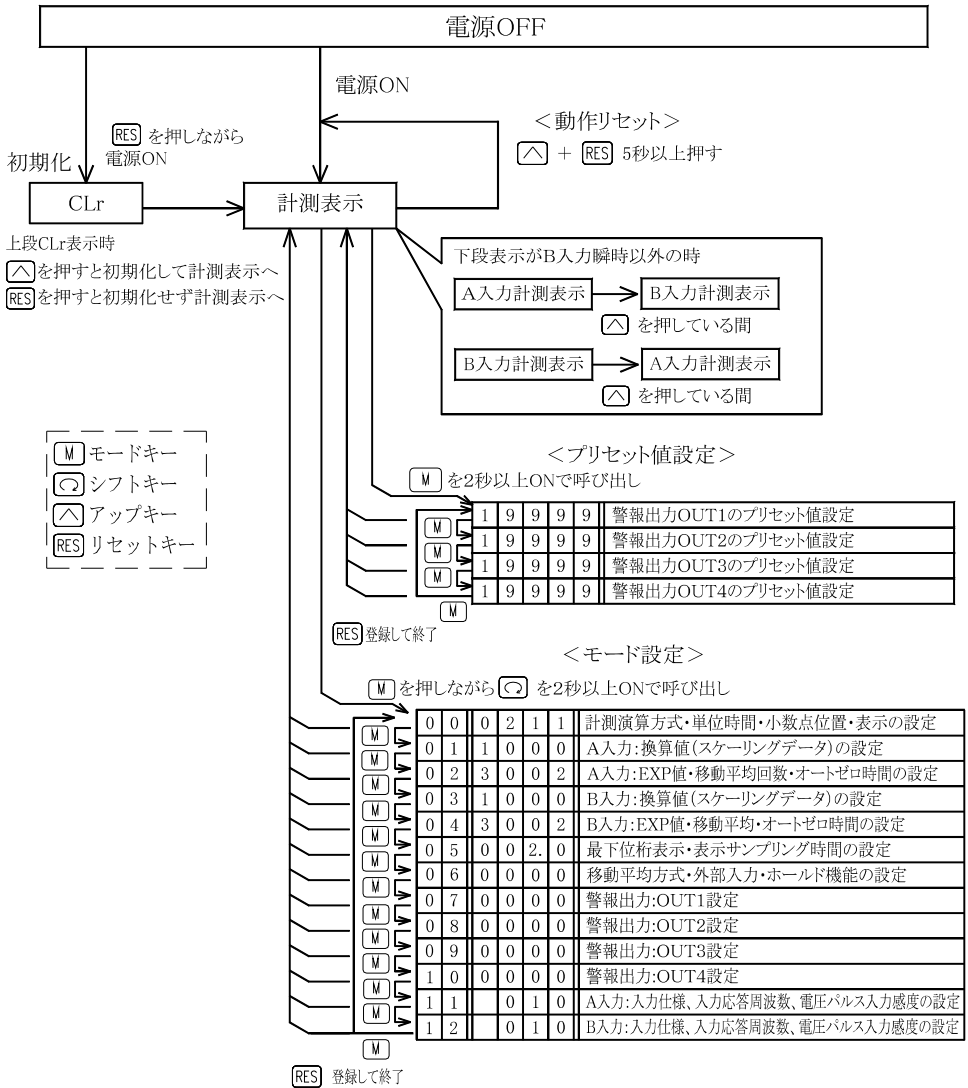 電源OFF
電源ON
RES を押しながら
電源ON
初期化
CLr
計測表示
＜動作リセット＞
＋ RES 5秒以上押す
上段CLr表示時
を押すと初期化して計測表示へ
RESを押すと初期化せず計測表示へ
下段表示がB入力瞬時以外の時
A入力計測表示 B入力計測表示
を押している間
B入力計測表示 A入力計測表示
を押している間
M モードキー
シフトキー
アップキー
RES リセットキー
＜プリセット値設定＞
M を2秒以上ONで呼び出し
1 9 9 9 9 警報出力OUT1のプリセット値設定
M
1 9 9 9 9 警報出力OUT2のプリセット値設定
M
1 9 9 9 9 警報出力OUT3のプリセット値設定
M
1 9 9 9 9 警報出力OUT4のプリセット値設定
M
RES 登録して終了
＜モード設定＞
M を押しながら を2秒以上ONで呼び出し
0 0 0 2 1 1 計測演算方式・単位時間・小数点位置・表示の設定
M
0 1 1 0 0 0 A入力：換算値(スケーリングデータ)の設定
M
0 2 3 0 0 2 A入力：EXP値・移動平均回数・オートゼロ時間の設定
M
0 3 1 0 0 0 B入力：換算値(スケーリングデータ)の設定
M
0 4 3 0 0 2 B入力：EXP値・移動平均・オートゼロ時間の設定
M
0 5 0 0 2. 0 最下位桁表示・表示サンプリング時間の設定
M
0 6 0 0 0 0 移動平均方式・外部入力・ホールド機能の設定
M
0 7 0 0 0 0 警報出力：OUT1設定
M
0 8 0 0 0 0 警報出力：OUT2設定
M
0 9 0 0 0 0 警報出力：OUT3設定
M
1 0 0 0 0 0 警報出力：OUT4設定
M
1 1 0 1 0 A入力：入力仕様、入力応答周波数、電圧パルス入力感度の設定
M
1 2 0 1 0 B入力：入力仕様、入力応答周波数、電圧パルス入力感度の設定
M
RES 登録して終了